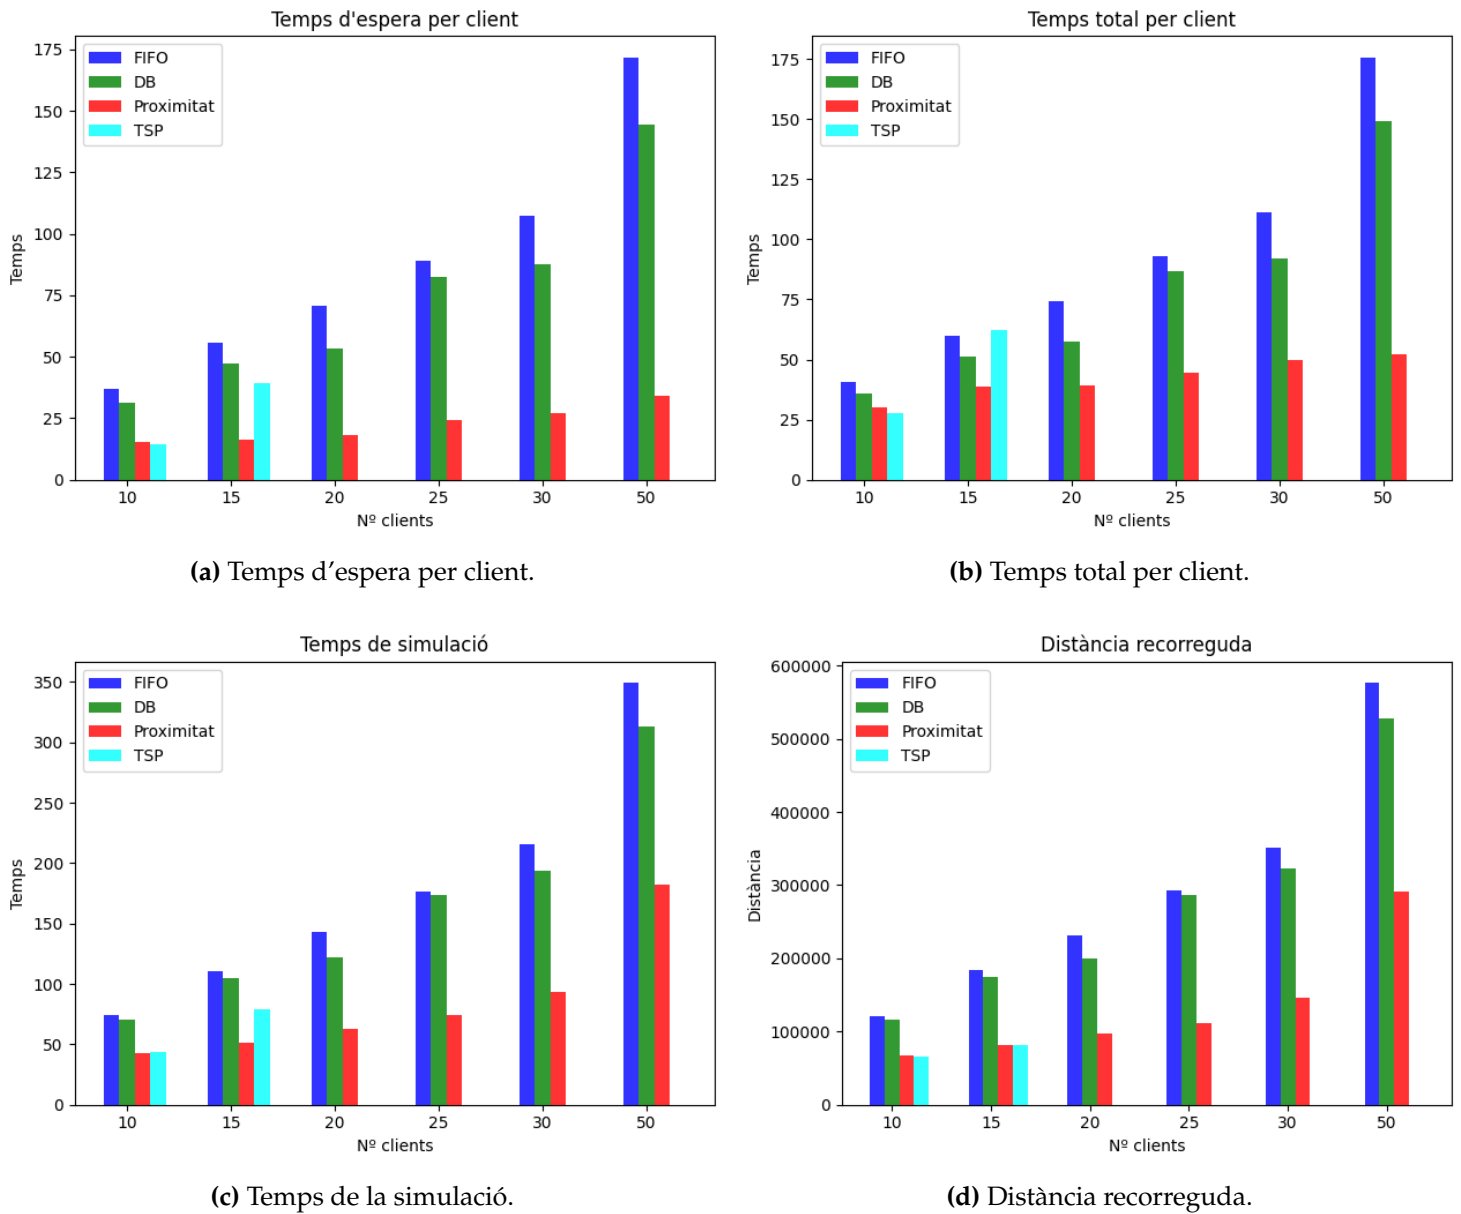 Temps d'espera per client
175
150
125
100
75
50
25
0
Temps
FIFO
DB
Proximitat
TSP
10 15 20 25 30 50
Nº clients
(a) Temps d’espera per client.
Temps total per client
175
150
125
100
75
50
25
0
Temps
FIFO
DB
Proximitat
TSP
10 15 20 25 30 50
Nº clients
(b) Temps total per client.
Temps de simulació
350
300
250
200
150
100
50
0
Temps
FIFO
DB
Proximitat
TSP
10 15 20 25 30 50
Nº clients
(c) Temps de la simulació.
Distància recorreguda
600000
500000
400000
300000
200000
100000
0
Distància
FIFO
DB
Proximitat
TSP
10 15 20 25 30 50
Nº clients
(d) Distància recorreguda.